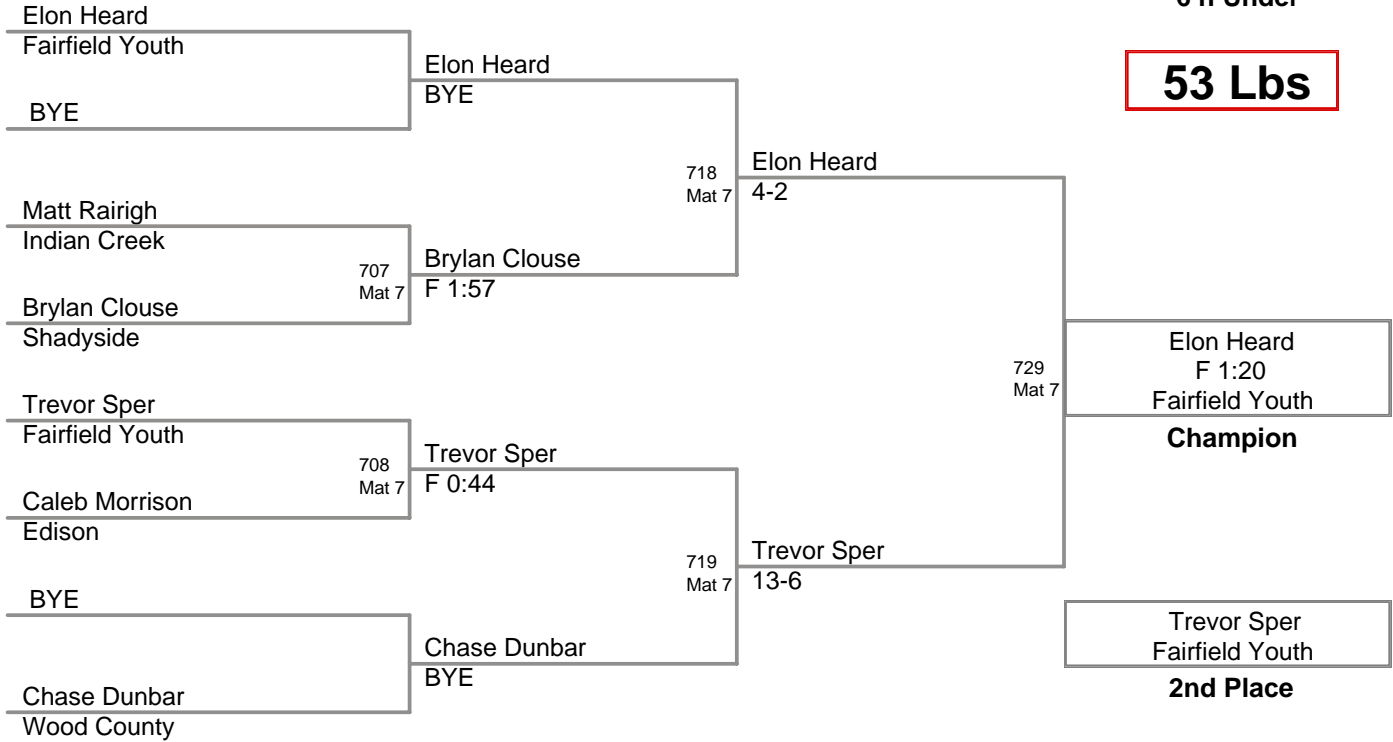 6 n Under
53 Lbs
Elon Heard
Fairfield Youth
BYE
Matt Rairigh
Indian Creek
Brylan Clouse
Shadyside
Trevor Sper
Fairfield Youth
Caleb Morrison
Edison
BYE
Chase Dunbar
Wood County
Elon Heard
BYE
707
Mat 7
Brylan Clouse
F 1:57
708
Mat 7
Trevor Sper
F 0:44
Chase Dunbar
BYE
718
Mat 7
Elon Heard
4-2
719
Mat 7
Trevor Sper
13-6
729
Mat 7
Elon Heard
F 1:20
Fairfield Youth
Champion
Trevor Sper
Fairfield Youth
2nd Place